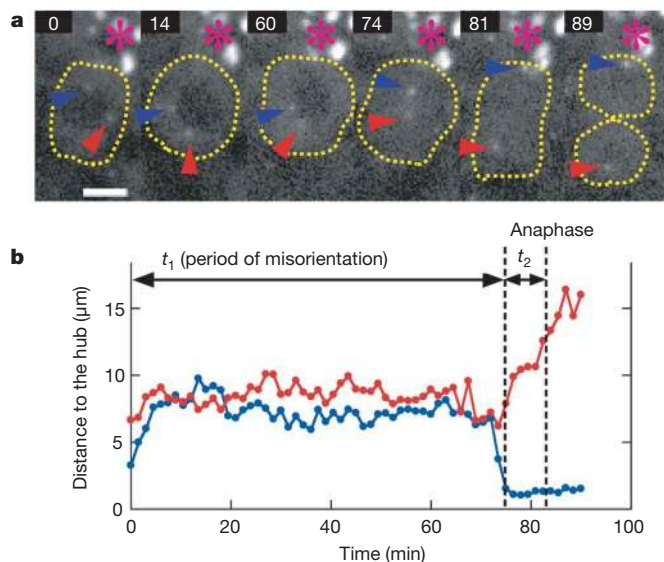 a
0 14 60 74 81 89
Anaphase
b
t1 (period of misorientation)
t2
Distance to the hub (μm)
15
10
5
0
0 20 40 60 80 100
Time (min)